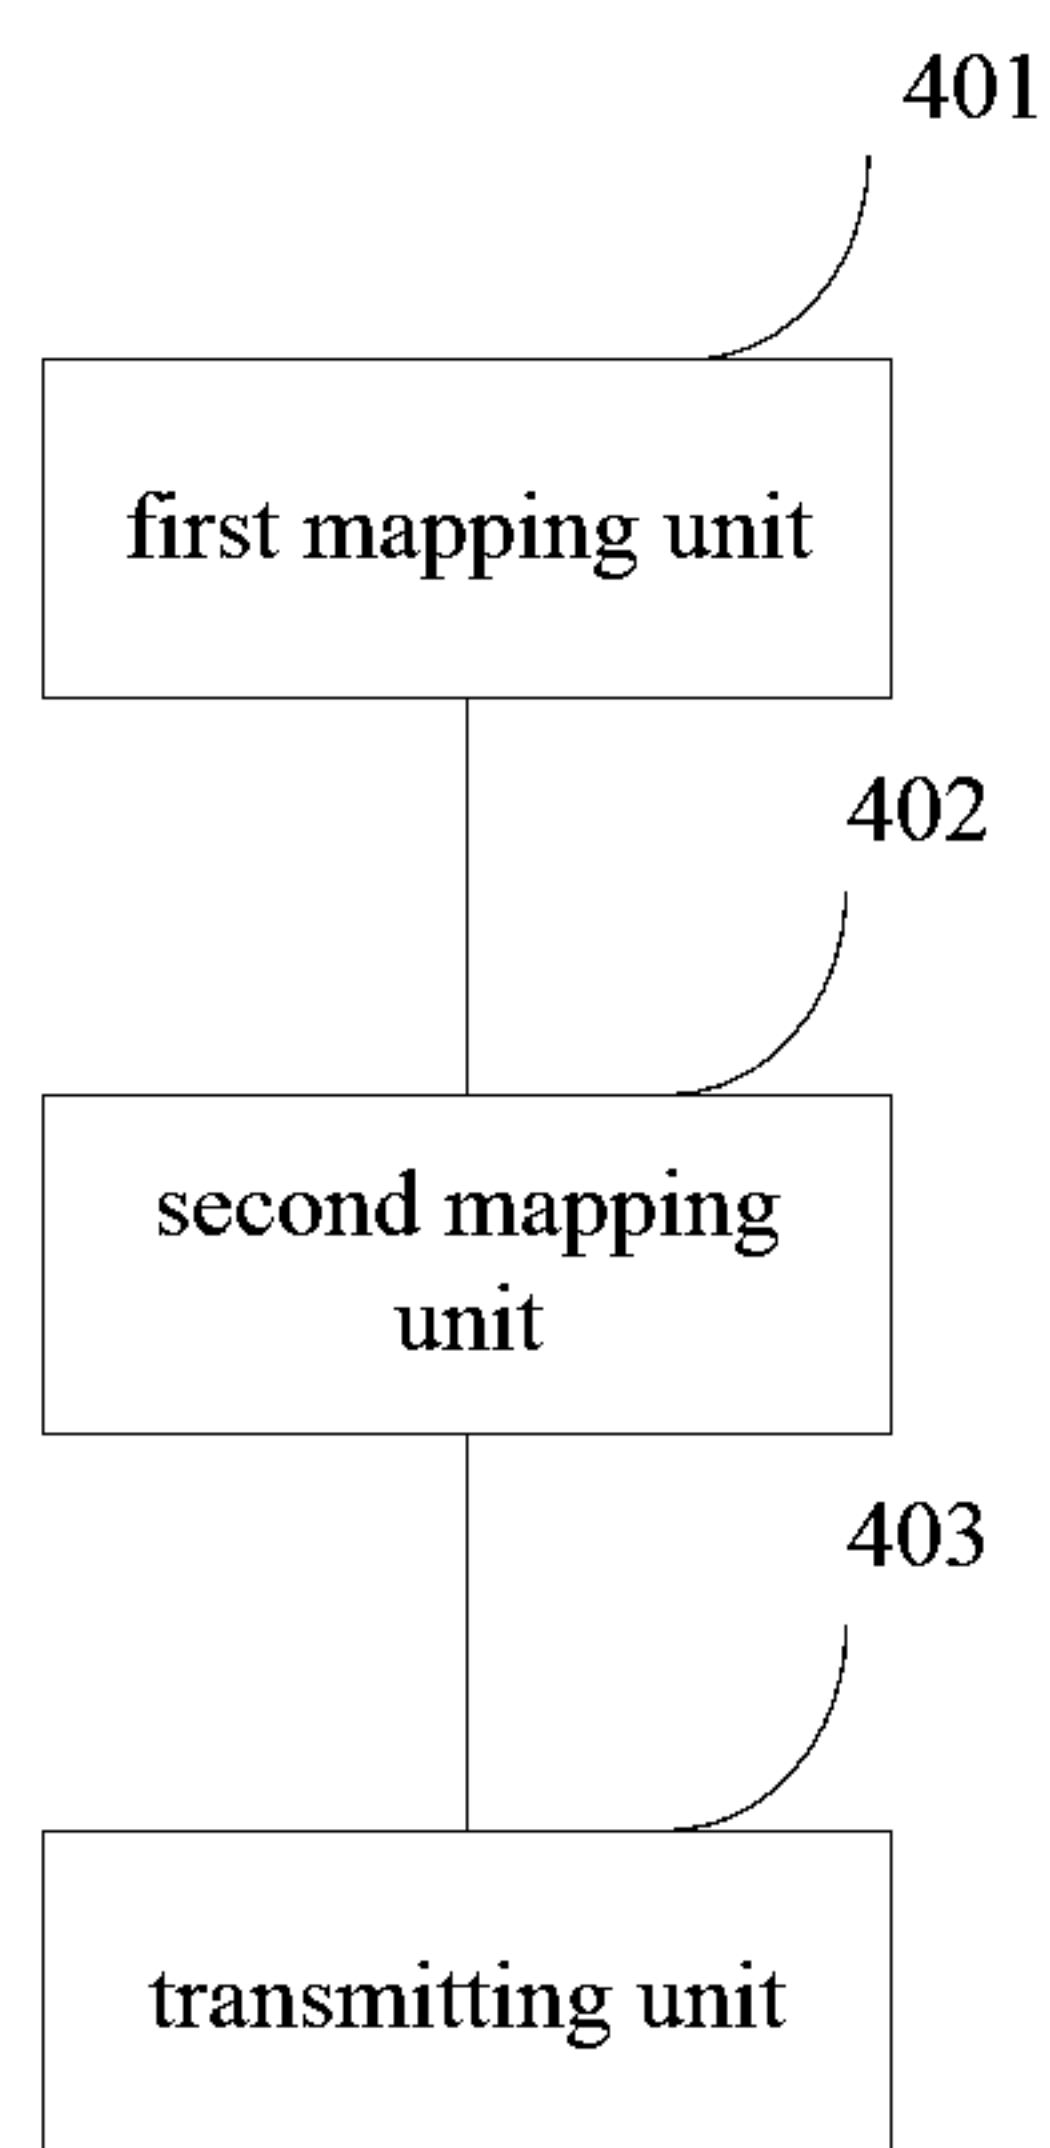 401
first mapping unit
402
second mapping
unit
403
transmitting unit